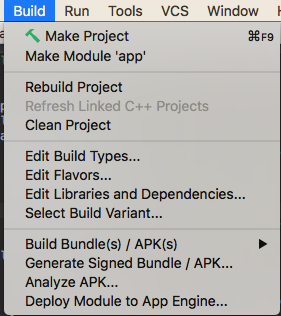 Build Run Tools VCS Window
Make Project ⌘F9
Make Module 'app'
Rebuild Project
Refresh Linked C++ Projects
Clean Project
Edit Build Types...
Edit Flavors...
Edit Libraries and Dependencies...
Select Build Variant...
Build Bundle(s) / APK(s)
Generate Signed Bundle / APK...
Analyze APK...
Deploy Module to App Engine...